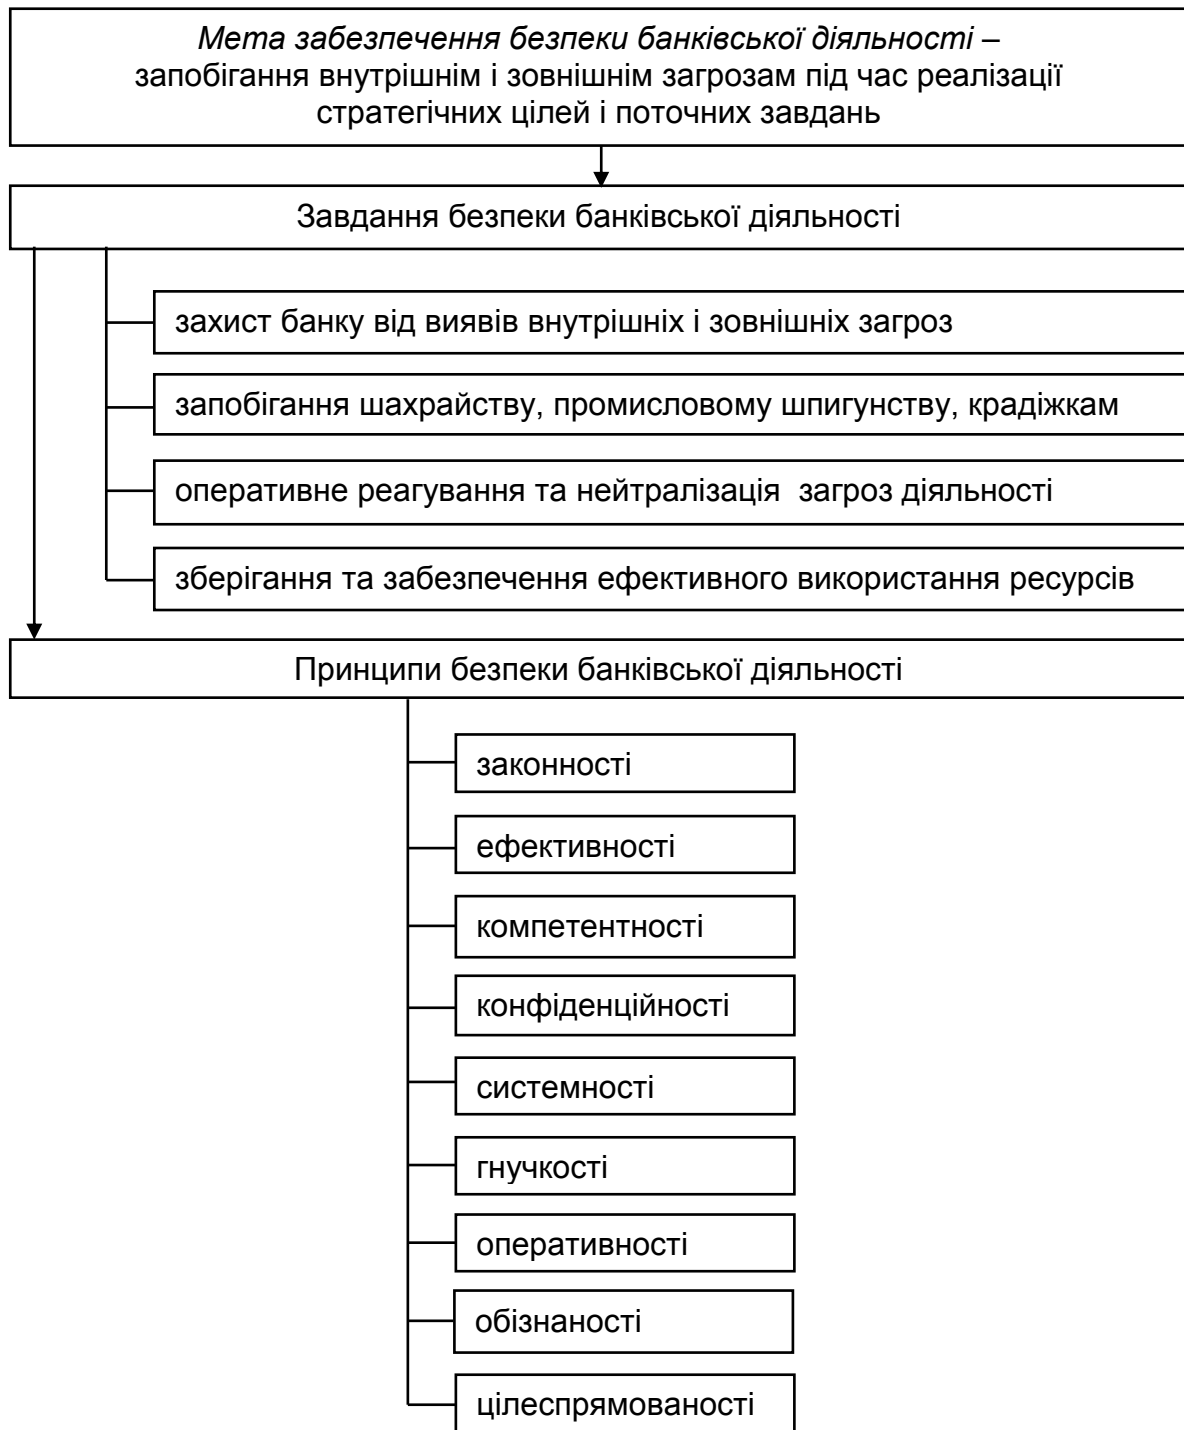 Мета забезпечення безпеки банківської діяльності –
запобігання внутрішнім і зовнішнім загрозам під час реалізації
стратегічних цілей і поточних завдань
Завдання безпеки банківської діяльності
захист банку від виявів внутрішніх і зовнішніх загроз
запобігання шахрайству, промисловому шпигунству, крадіжкам
оперативне реагування та нейтралізація загроз діяльності
зберігання та забезпечення ефективного використання ресурсів
Принципи безпеки банківської діяльності
законності
ефективності
компетентності
конфіденційності
системності
гнучкості
оперативності
обізнаності
цілеспрямованості